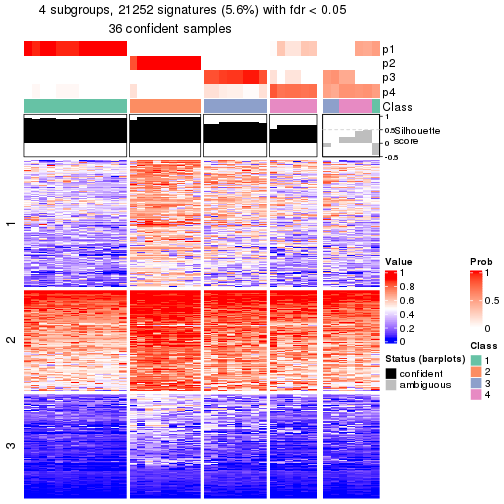 4 subgroups, 21252 signatures (5.6%) with fdr < 0.05
36 confident samples
p1
p2
p3
p4
Class
1
0.5
0
-0.5
Silhouette
score
1
2
3
Value
1
0.8
0.6
0.4
0.2
0
Status (barplots)
confident
ambiguous
Prob
1
0.5
0
Class
1
2
3
4